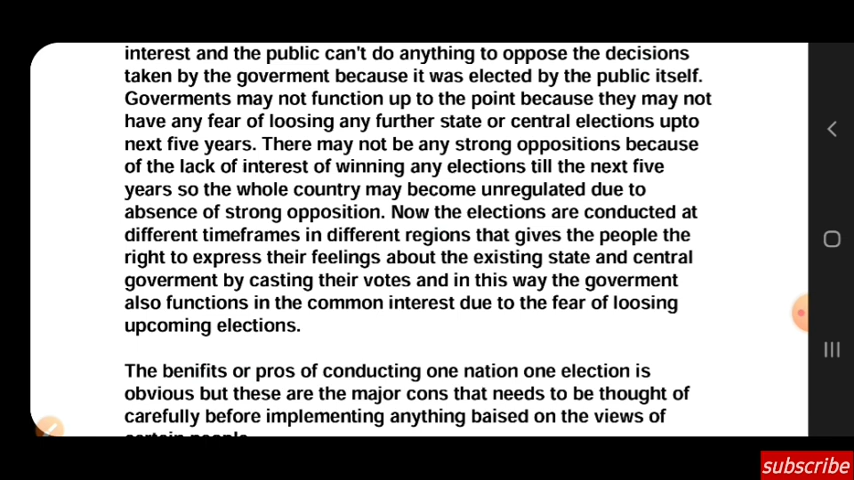 interest and the public can't do anything to oppose the decisions
taken by the goverment because it was elected by the public itself.
Goverments may not function up to the point because they may not
have any fear of loosing any further state or central elections upto
next five years. There may not be any strong oppositions because
of the lack of interest of winning any elections till the next five
years so the whole country may become unregulated due to
absence of strong opposition. Now the elections are conducted at
different timeframes in different regions that gives the people the
right to express their feelings about the existing state and central
goverment by casting their votes and in this way the goverment
also functions in the common interest due to the fear of loosing
upcoming elections.
The benifits or pros of conducting one nation one election is
obvious but these are the major cons that needs to be thought of
carefully before implementing anything baised on the views of
certain people
subscribe